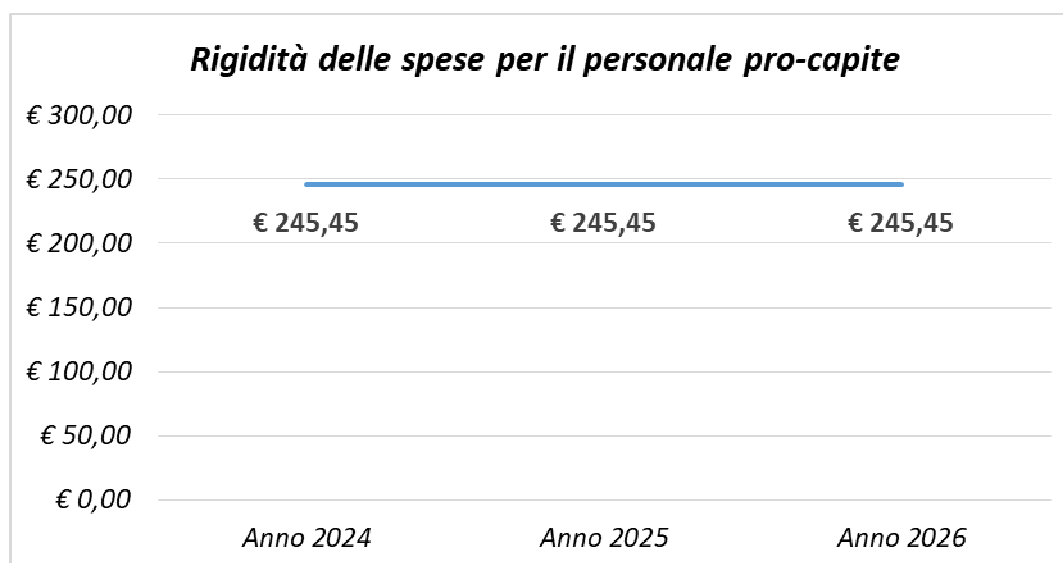 Rigidità delle spese per il personale pro-capite
€ 300,00
€ 250,00
€ 245,45 € 245,45 € 245,45
€ 200,00
€ 150,00
€ 100,00
€ 50,00
€ 0,00
Anno 2024 Anno 2025 Anno 2026